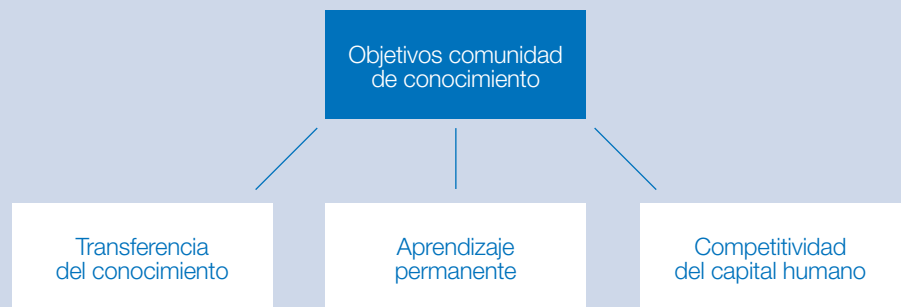 Objetivos comunidad
de conocimiento
Transferencia
del conocimiento
Aprendizaje
permanente
Competitividad
del capital humano